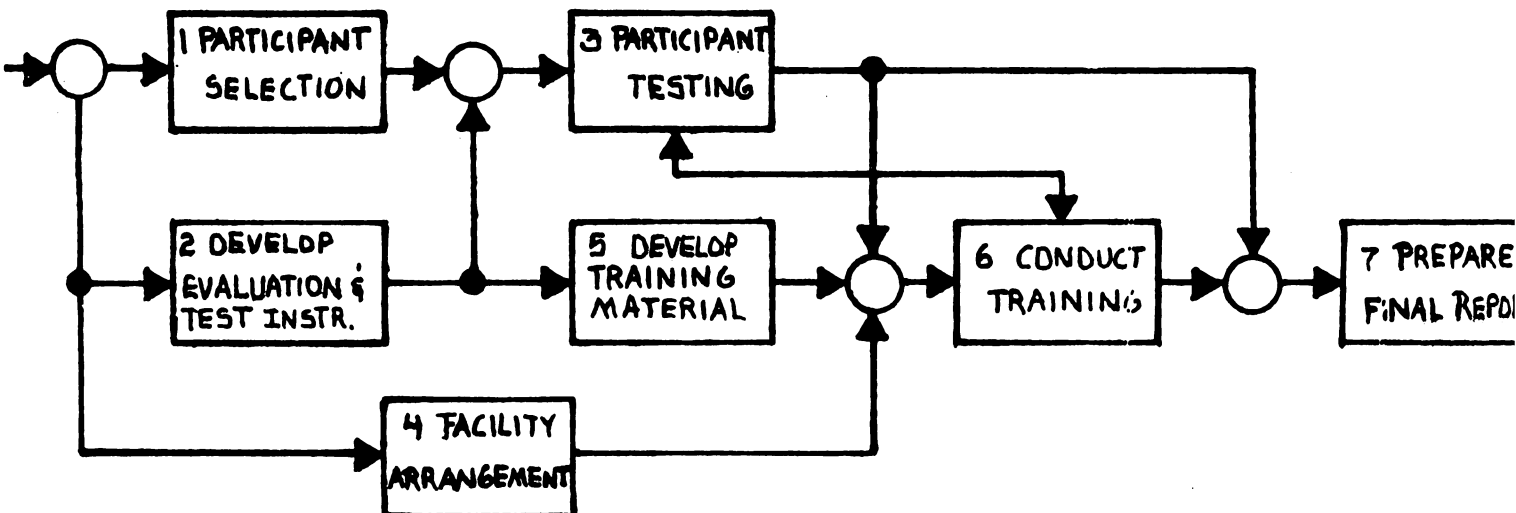 1 PARTICIPANT
SELECTION
3 PARTICIPANT
TESTING
2 DEVELOP
EVALUATION &
TEST INSTR.
5 DEVELOP
TRAINING
MATERIAL
6 CONDUCT
TRAINING
7 PREPARE
FINAL REPO
4 FACILITY
ARRANGEMENT